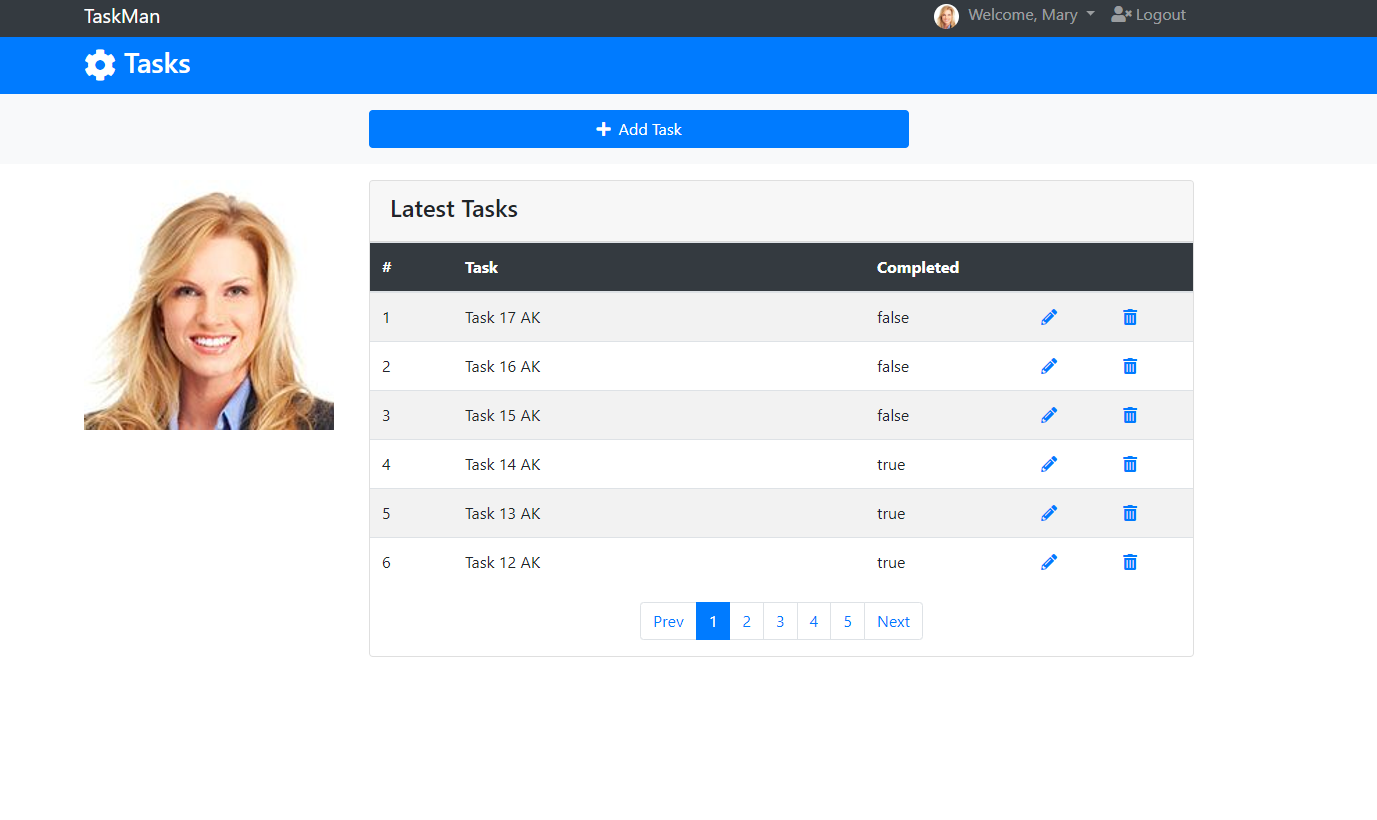 TaskMan Welcome, Mary Logout
Tasks
Add Task
Latest Tasks
# Task Completed
1 Task 17 AK false
2 Task 16 AK false
3 Task 15 AK false
4 Task 14 AK true
5 Task 13 AK true
6 Task 12 AK true
Prev 1 2 3 4 5 Next